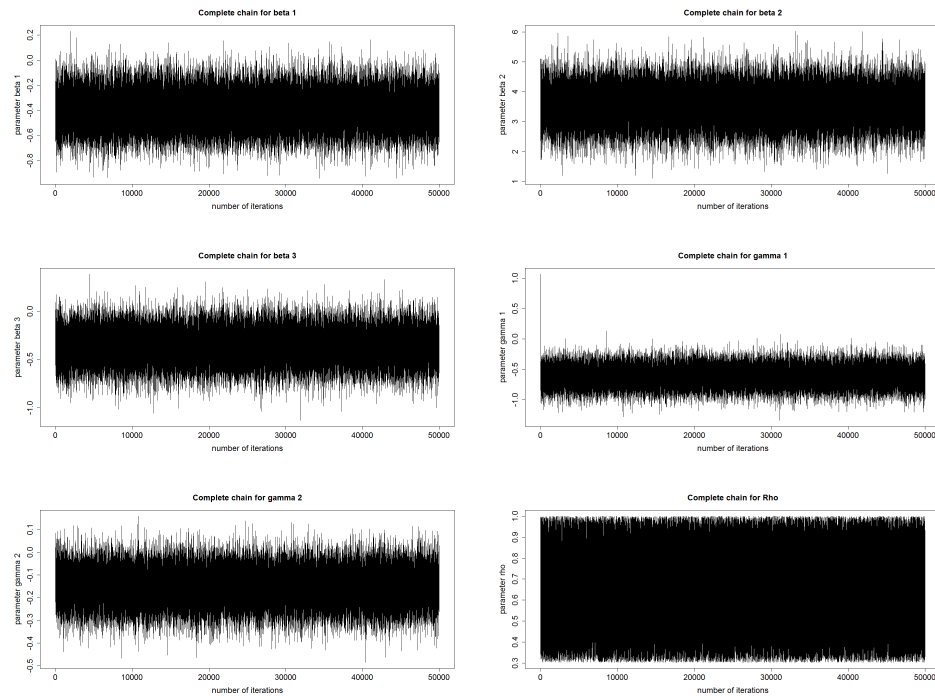 Complete chain for beta 1
parameter beta 1
0.2
0.0
-0.2
-0.4
-0.6
-0.8
0 10000 20000 30000 40000 50000
number of iterations
Complete chain for beta 2
parameter beta 2
6
5
4
3
2
1
0 10000 20000 30000 40000 50000
number of iterations
Complete chain for beta 3
parameter beta 3
0.0
-0.5
-1.0
0 10000 20000 30000 40000 50000
number of iterations
Complete chain for gamma 1
parameter gamma 1
1.0
0.5
0.0
-0.5
-1.0
0 10000 20000 30000 40000 50000
number of iterations
Complete chain for gamma 2
parameter gamma 2
0.1
0.0
-0.1
-0.2
-0.3
-0.4
-0.5
0 10000 20000 30000 40000 50000
number of iterations
Complete chain for Rho
parameter rho
1.0
0.9
0.8
0.7
0.6
0.5
0.4
0.3
0 10000 20000 30000 40000 50000
number of iterations